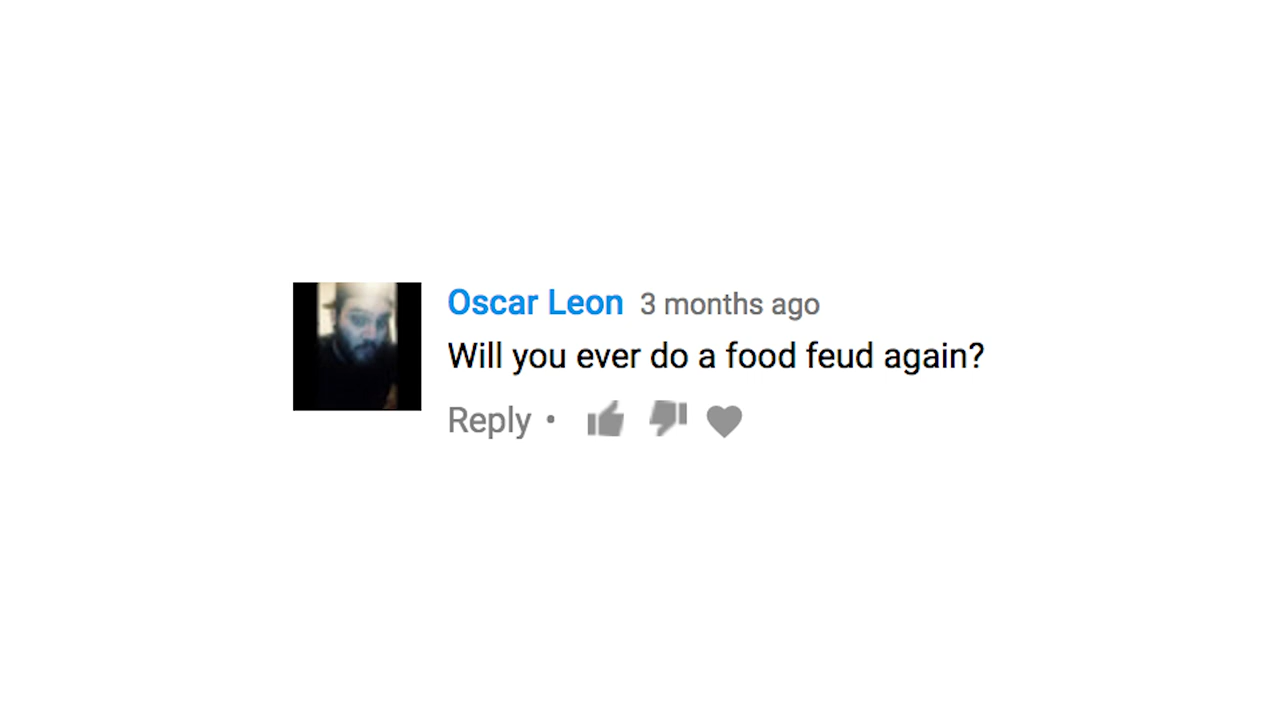 Oscar Leon 3 months ago
Will you ever do a food feud again?
Reply •